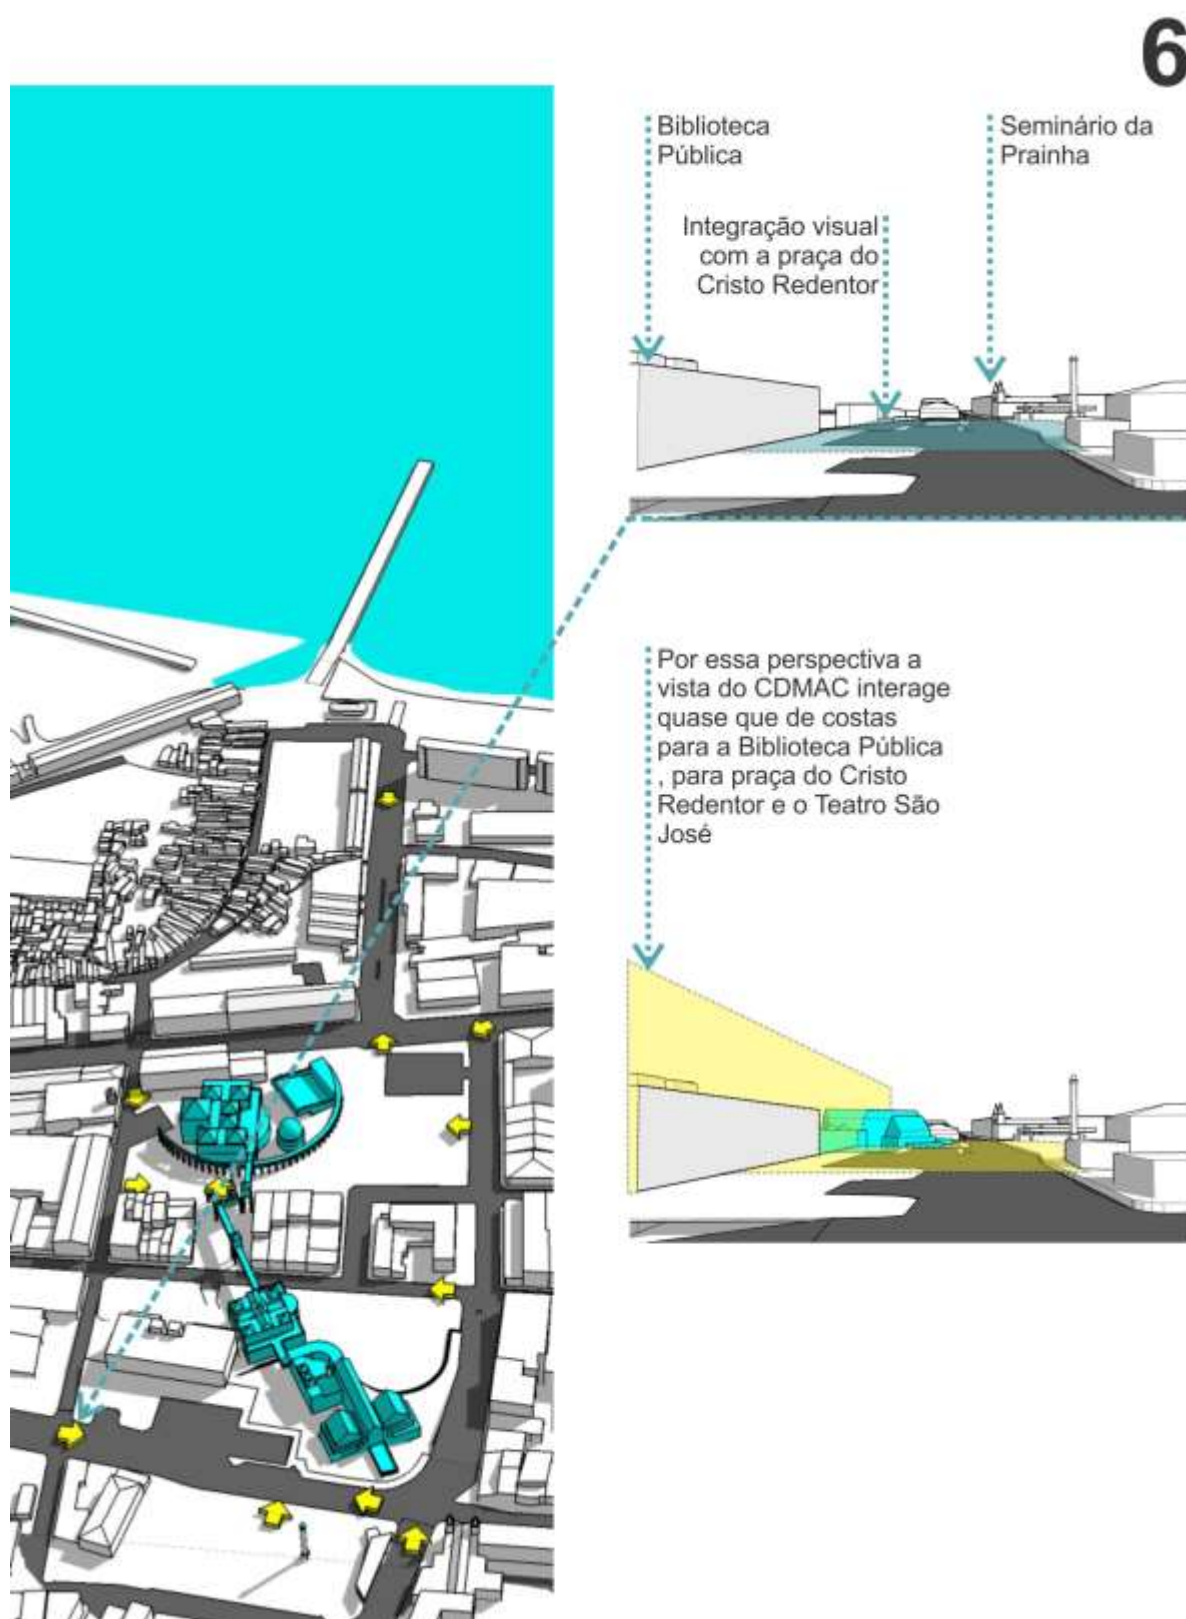 6
Biblioteca
Pública
Seminário da
Prainha
Integração visual
com a praça do
Cristo Redentor
Por essa perspectiva a
vista do CDMAC interage
quase que de costas
para a Biblioteca Pública
, para praça do Cristo
Redentor e o Teatro São
José